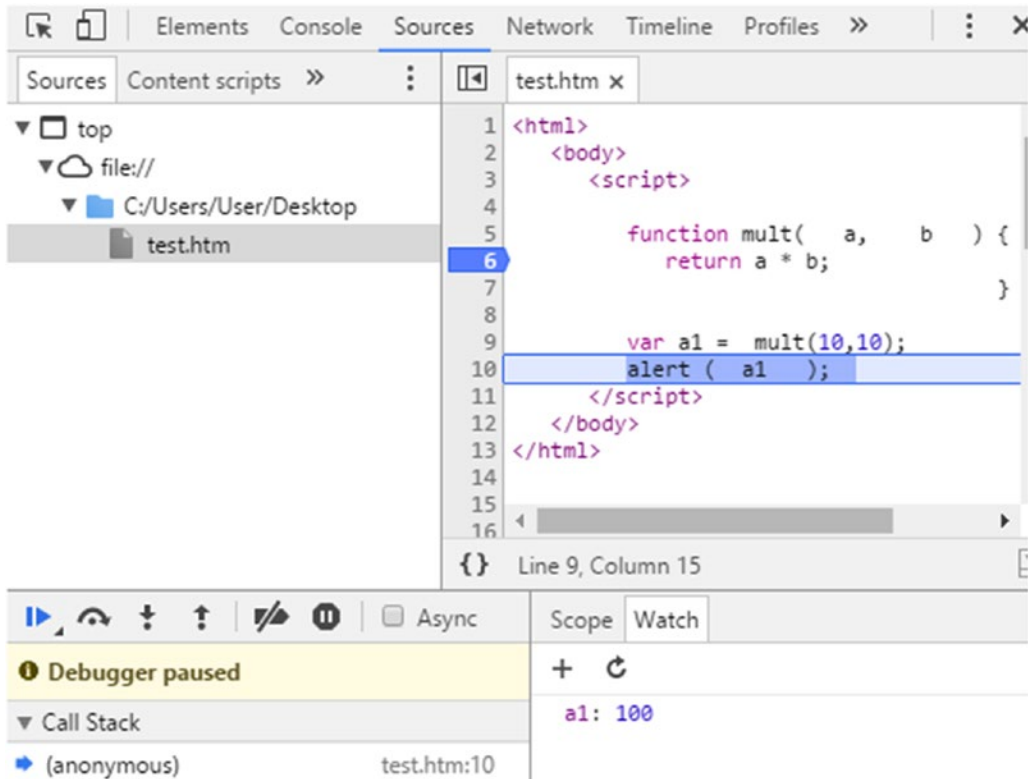 Elements Console Sources Network Timeline Profiles »
Sources Content scripts »
test.htm ×
top
file://
C:/Users/User/Desktop
test.htm
1 <html>
2 <body>
3 <script>
4
5 function mult( a, b ) {
6 return a * b;
7 }
8
9 var a1 = mult(10,10);
10 alert ( a1 );
11 </script>
12 </body>
13 </html>
14
15
16
{} Line 9, Column 15
Async
Scope Watch
Debugger paused
Call Stack
a1: 100
(anonymous) test.htm:10